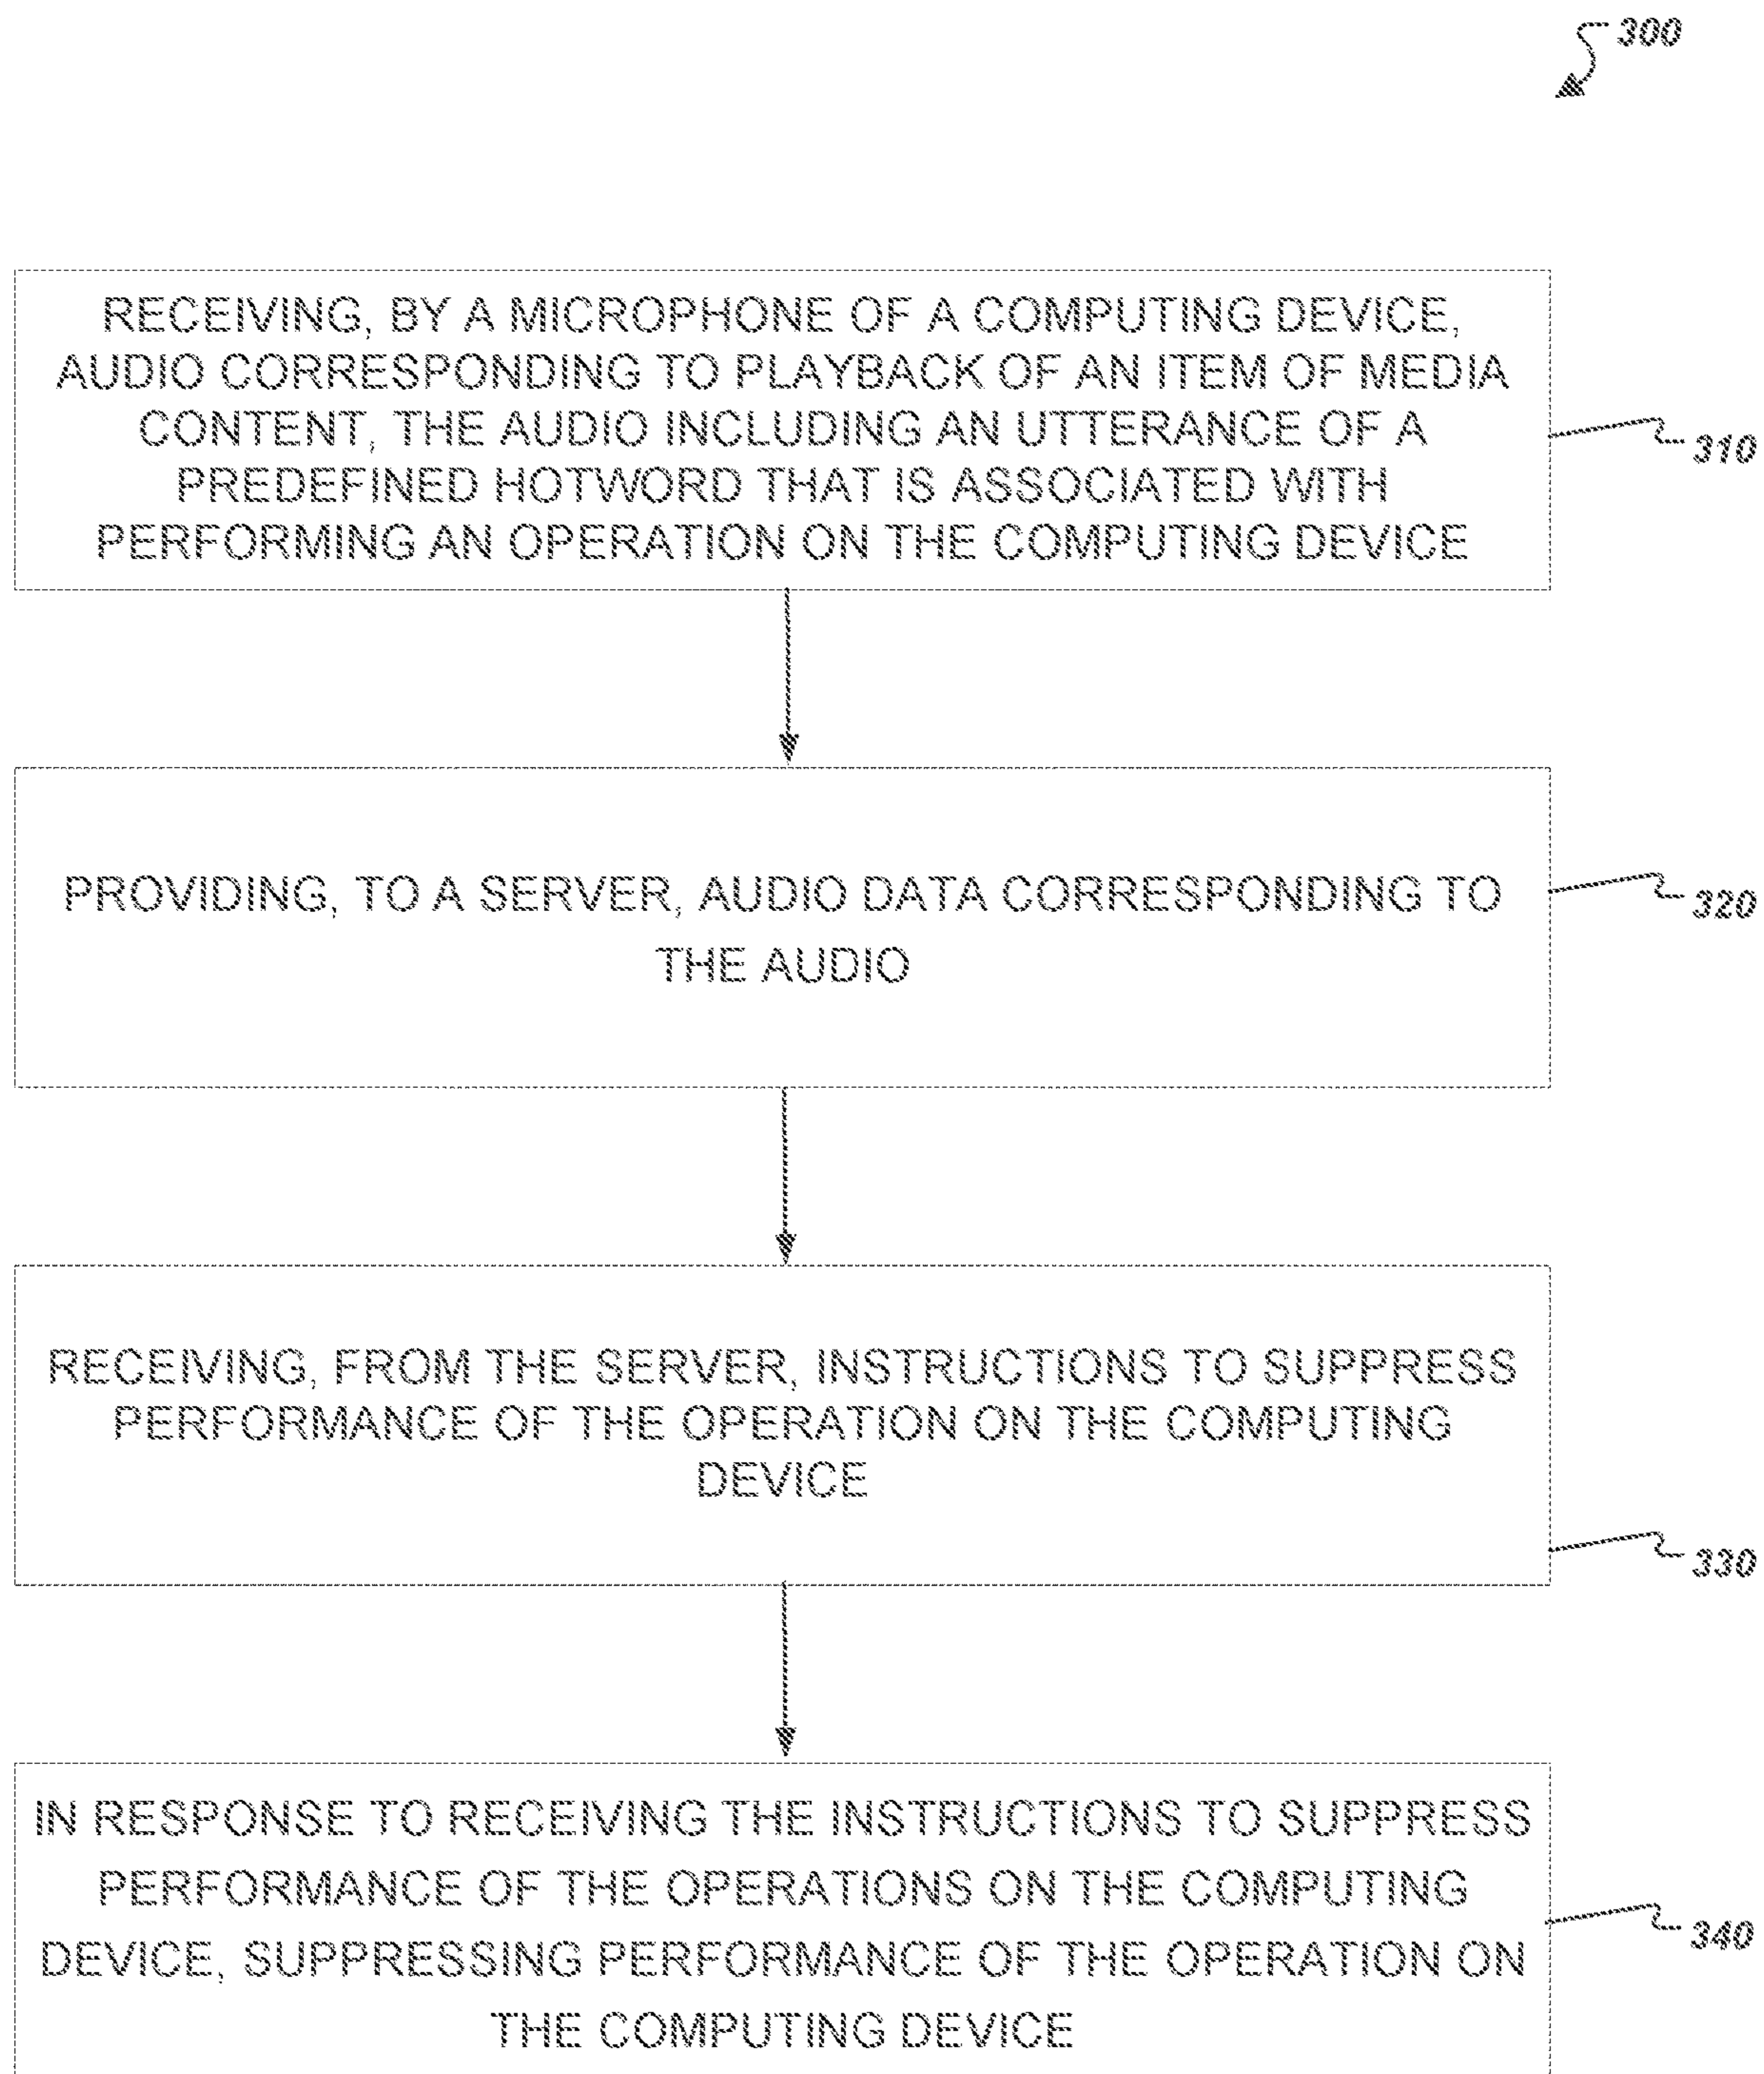 300
RECEIVING, BY A MICROPHONE OF A COMPUTING DEVICE,
AUDIO CORRESPONDING TO PLAYBACK OF AN ITEM OF MEDIA
CONTENT, THE AUDIO INCLUDING AN UTTERANCE OF A
PREDEFINED HOTWORD THAT IS ASSOCIATED WITH
PERFORMING AN OPERATION ON THE COMPUTING DEVICE
310
PROVIDING, TO A SERVER, AUDIO DATA CORRESPONDING TO
THE AUDIO
320
RECEIVING, FROM THE SERVER, INSTRUCTIONS TO SUPPRESS
PERFORMANCE OF THE OPERATION ON THE COMPUTING
DEVICE
330
IN RESPONSE TO RECEIVING THE INSTRUCTIONS TO SUPPRESS
PERFORMANCE OF THE OPERATIONS ON THE COMPUTING
DEVICE, SUPPRESSING PERFORMANCE OF THE OPERATION ON
THE COMPUTING DEVICE
340